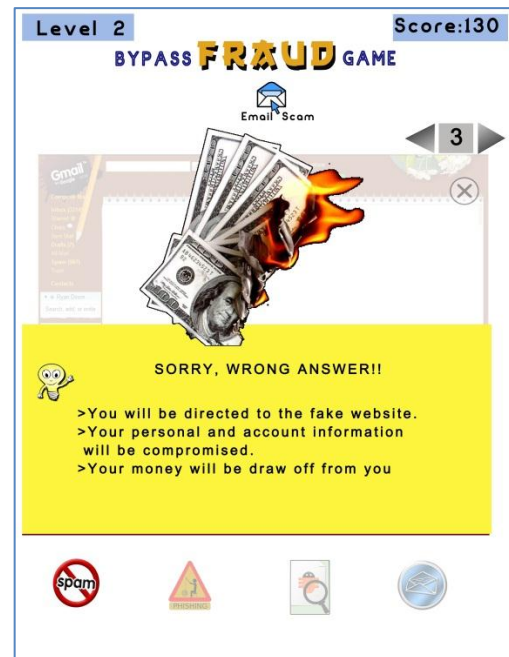 Level 2
Score:130
BYPASS FRAUD GAME
Email Scam
3
Gmail
SORRY, WRONG ANSWER!!
>You will be directed to the fake website.
>Your personal and account information
will be compromised.
>Your money will be draw off from you
spam
PHISHING